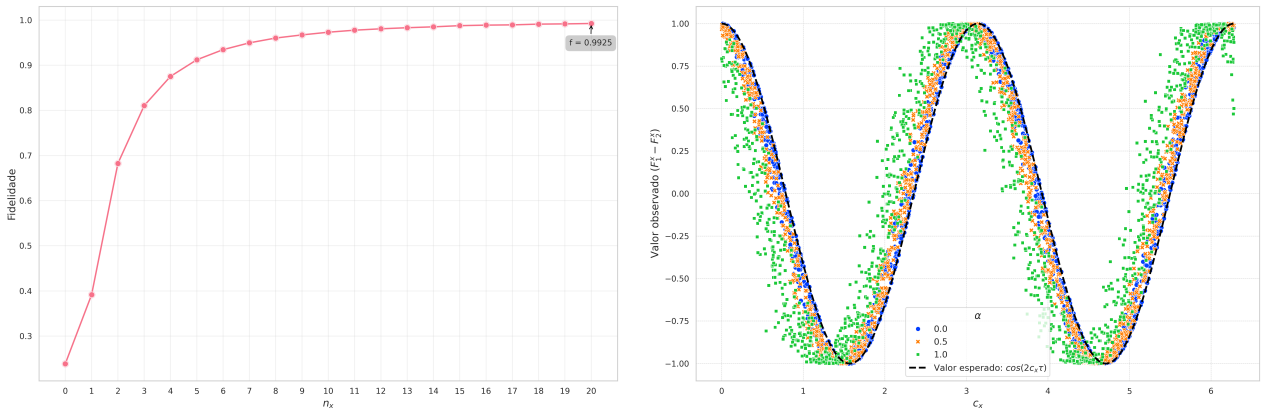 1.0
0.9
0.8
0.7
0.6
0.5
0.4
0.3
Fidelidade
f = 0.9925
0 1 2 3 4 5 6 7 8 9 10 11 12 13 14 15 16 17 18 19 20
n_x
1.00
0.75
0.50
0.25
0.00
−0.25
−0.50
−0.75
−1.00
Valor observado (F_1^x − F_2^x)
α
0.0
0.5
1.0
Valor esperado: cos(2c_xτ)
0 1 2 3 4 5 6
c_x